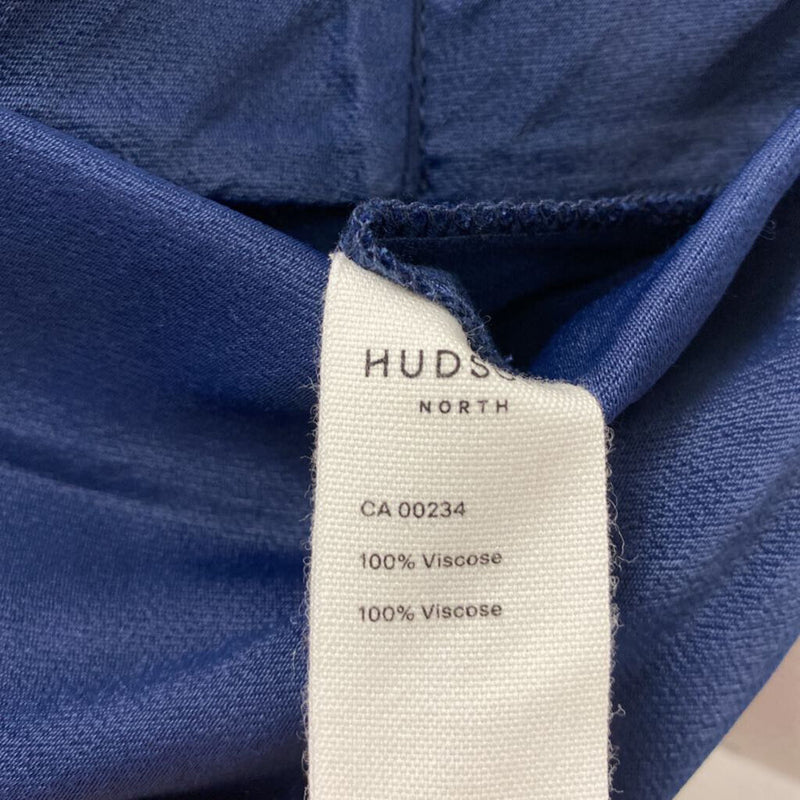 HUDS
NORTH
CA 00234
100% Viscose
100% Viscose